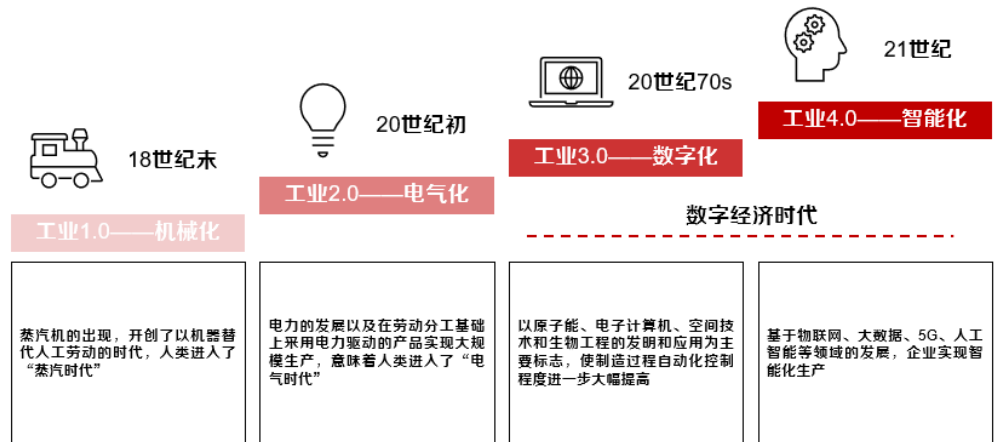 21世纪
20世纪70s
工业4.0——智能化
20世纪初
工业3.0——数字化
18世纪末
工业2.0——电气化
数字经济时代
工业1.0——机械化
蒸汽机的出现，开创了以机器替
代人工劳动的时代，人类进入了
“蒸汽时代”
电力的发展以及在劳动分工基础
上采用电力驱动的产品实现大规
模生产，意味着人类进入了“电
气时代”
以原子能、电子计算机、空间技
术和生物工程的发明和应用为主
要标志，使制造过程自动化控制
程度进一步大幅提高
基于物联网、大数据、5G、人工
智能等领域的发展，企业实现智
能化生产